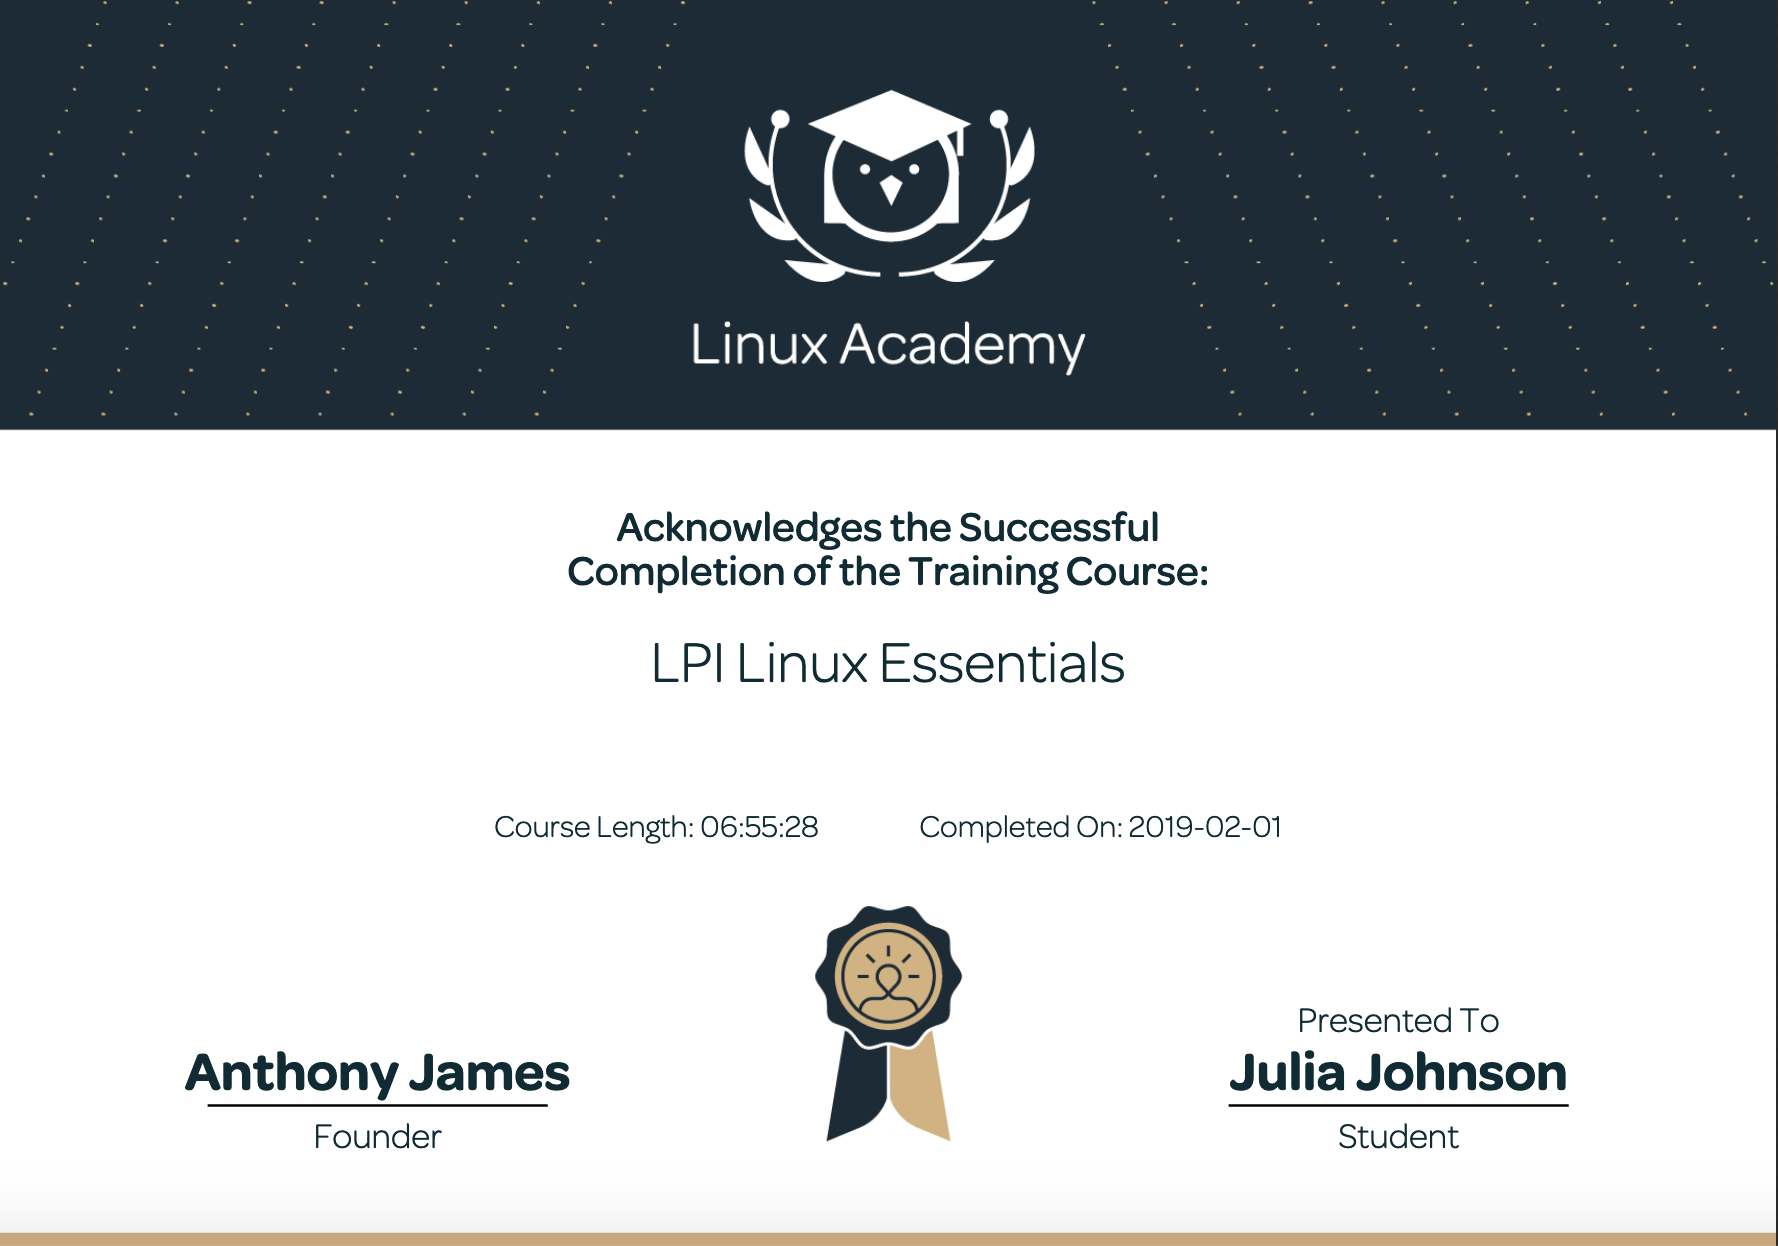 Linux Academy
Acknowledges the Successful
Completion of the Training Course:
LPI Linux Essentials
Course Length: 06:55:28
Completed On: 2019-02-01
Anthony James
Founder
Presented To
Julia Johnson
Student